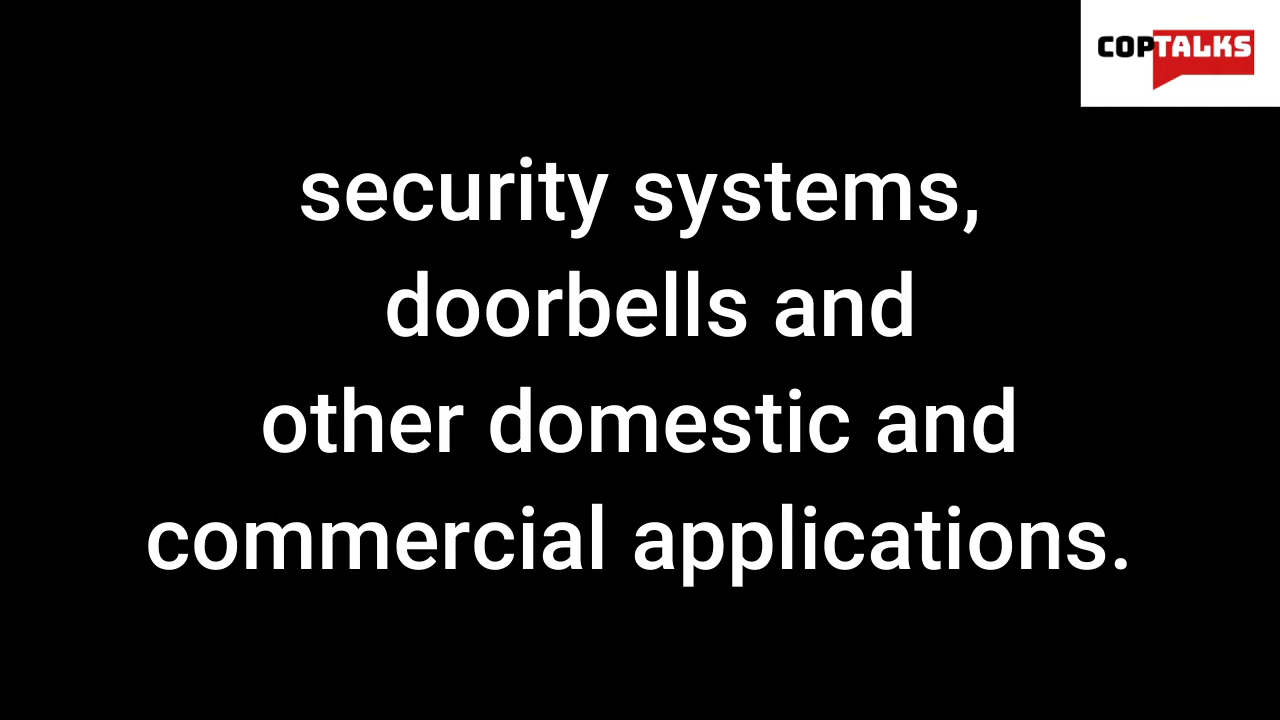 COPTALKS
security systems,
doorbells and
other domestic and
commercial applications.